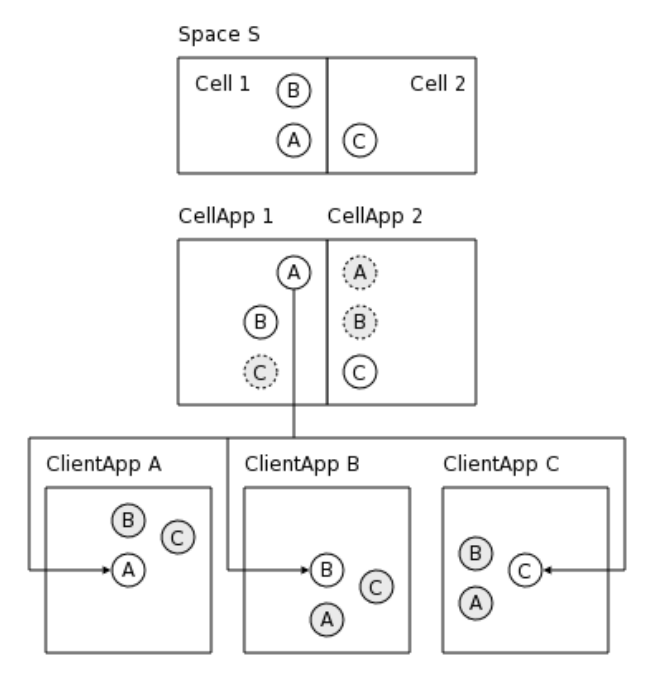 Space S
Cell 1 B Cell 2
A C
CellApp 1 CellApp 2
A A
B B
C C
ClientApp A ClientApp B ClientApp C
B C
A
B C
A
B C
A